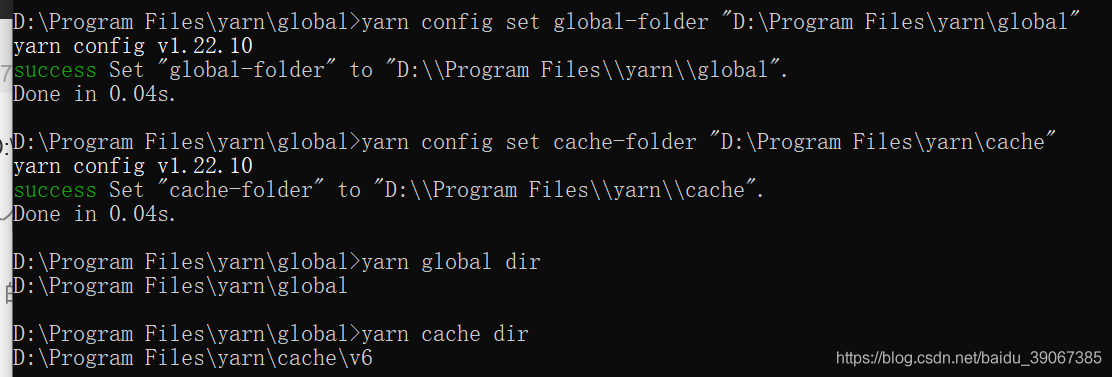 D:\Program Files\yarn\global>yarn config set global-folder "D:\Program Files\yarn\global"
yarn config v1.22.10
success Set "global-folder" to "D:\\Program Files\\yarn\\global".
Done in 0.04s.
D:\Program Files\yarn\global>yarn config set cache-folder "D:\Program Files\yarn\cache"
yarn config v1.22.10
success Set "cache-folder" to "D:\\Program Files\\yarn\\cache".
Done in 0.04s.
D:\Program Files\yarn\global>yarn global dir
D:\Program Files\yarn\global
D:\Program Files\yarn\global>yarn cache dir
D:\Program Files\yarn\cache\v6
https://blog.csdn.net/baidu_39067385